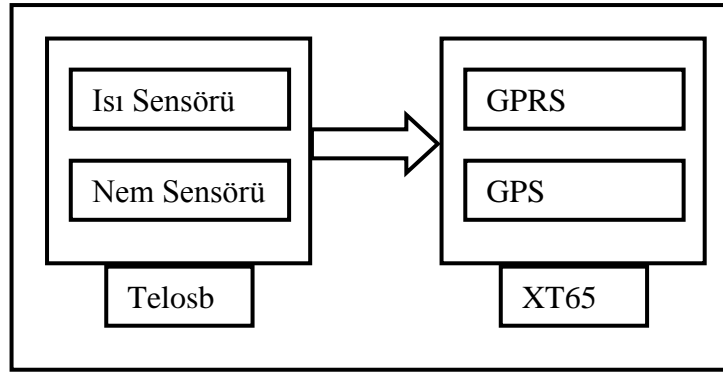 Isı Sensörü
Nem Sensörü
Telosb
GPRS
GPS
XT65